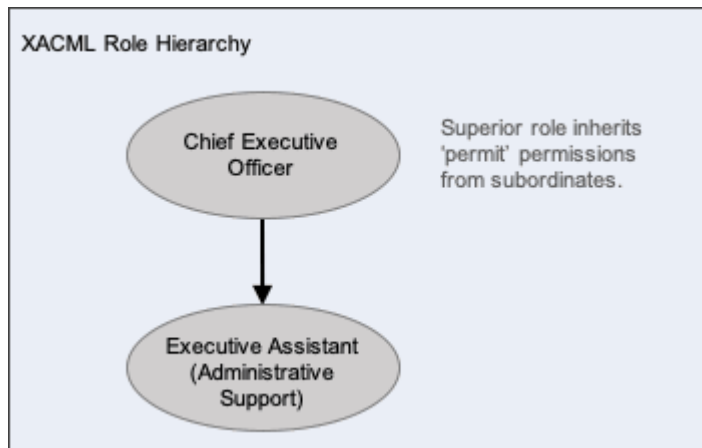 XACML Role Hierarchy
Chief Executive
Officer
Superior role inherits
'permit' permissions
from subordinates.
Executive Assistant
(Administrative
Support)